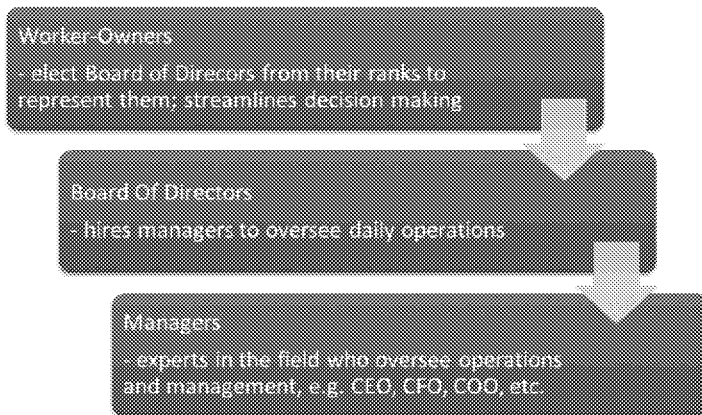 Worker-Owners
- elect Board of Direcors from their ranks to
represent them; streamlines decision making
Board Of Directors
- hires managers to oversee daily operations
Managers
- experts in the field who oversee operations
and management, e.g. CEO, CFO, COO, etc.